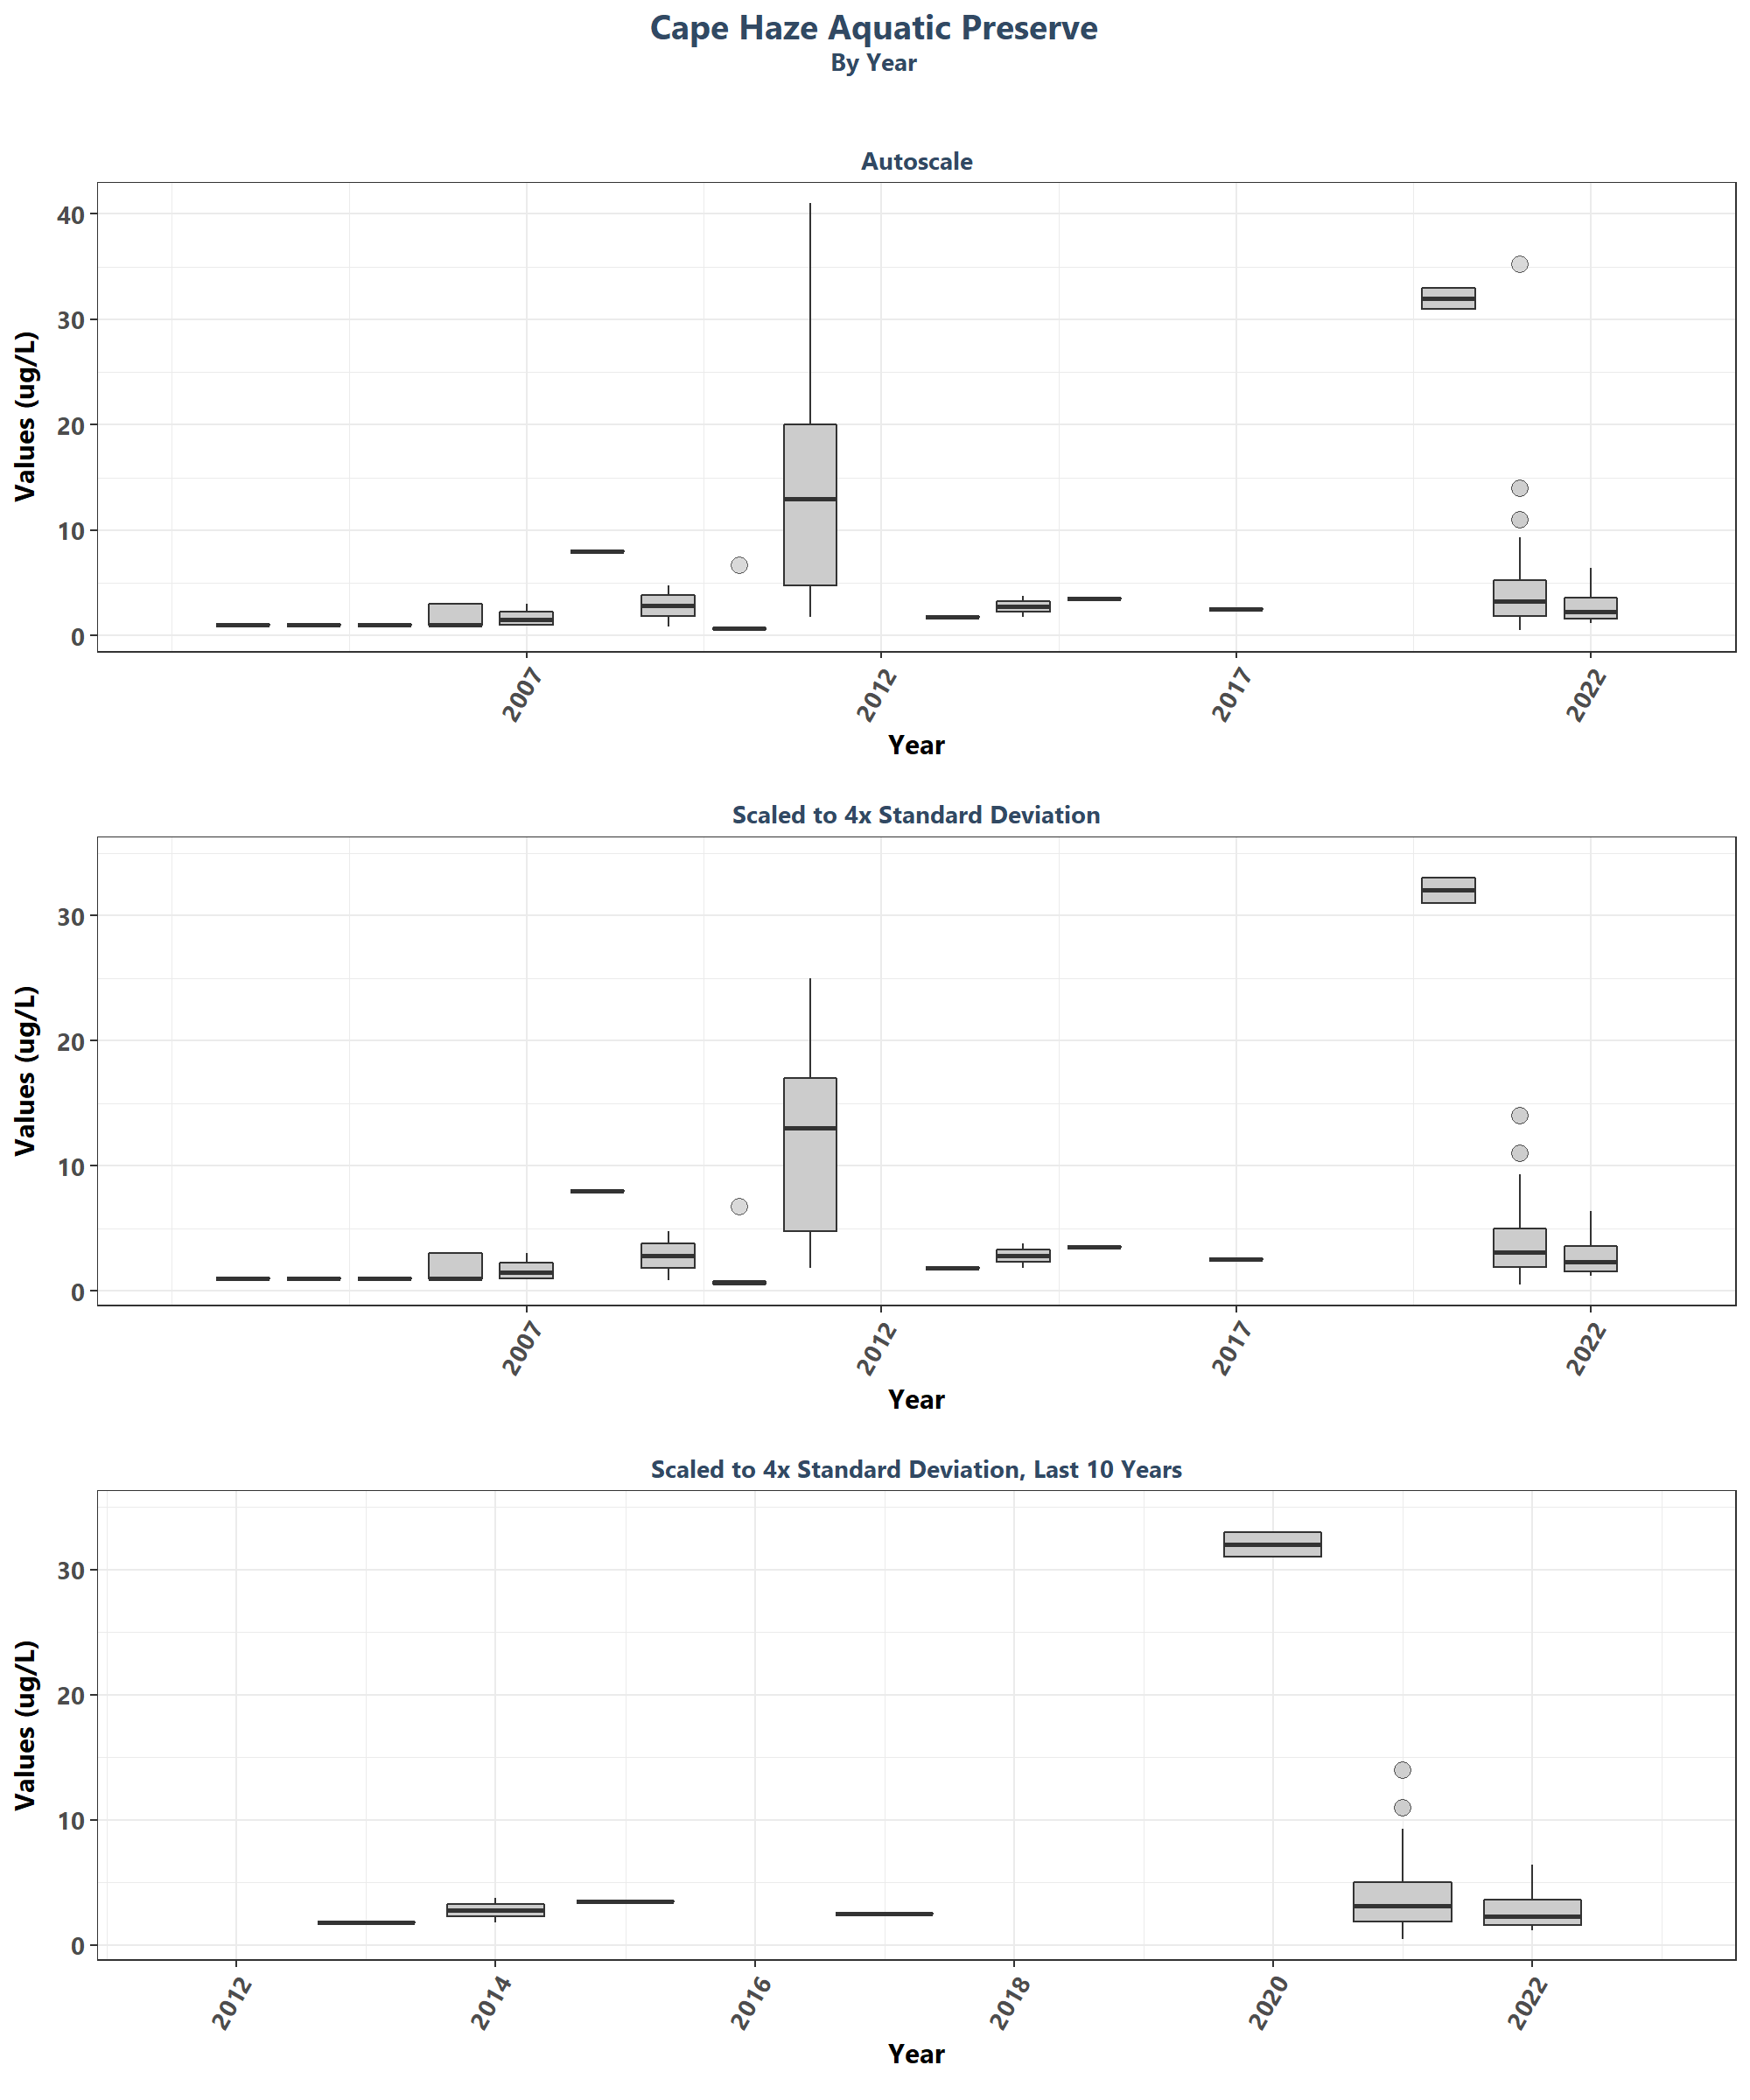 Cape Haze Aquatic Preserve
By Year
Autoscale
Values (ug/L)
40
30
20
10
0
2007
2012
2017
2022
Year
Scaled to 4x Standard Deviation
Values (ug/L)
30
20
10
0
2007
2012
2017
2022
Year
Scaled to 4x Standard Deviation, Last 10 Years
Values (ug/L)
30
20
10
0
2012
2014
2016
2018
2020
2022
Year